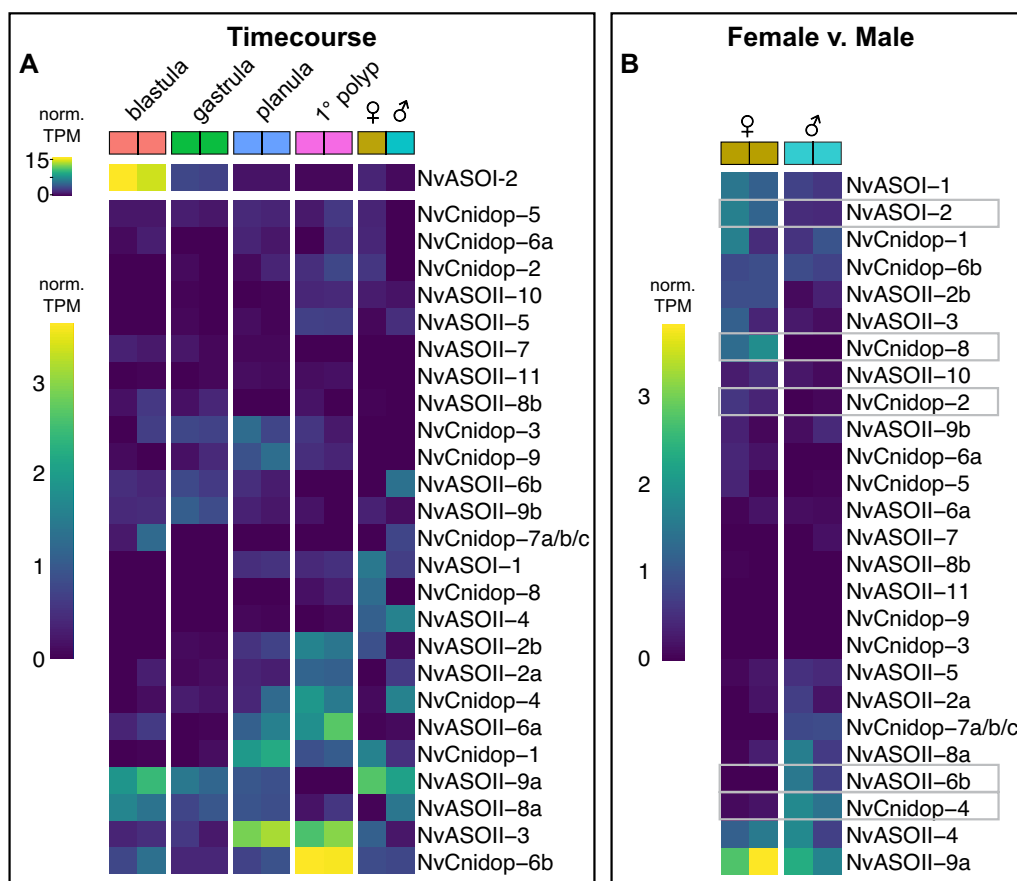 Timecourse
A
blastula
gastrula
planula
1° polyp
♀
♂
norm.
TPM
15
0
NvASOI-2
NvCnidop-5
NvCnidop-6a
NvCnidop-2
NvASOII-10
NvASOII-5
NvASOII-7
NvASOII-11
NvASOII-8b
NvCnidop-3
NvCnidop-9
NvASOII-6b
NvASOII-9b
NvCnidop-7a/b/c
NvASOI-1
NvCnidop-8
NvASOII-4
NvASOII-2b
NvASOII-2a
NvCnidop-4
NvASOII-6a
NvCnidop-1
NvASOII-9a
NvASOII-8a
NvASOII-3
NvCnidop-6b
norm.
TPM
3
2
1
0
Female v. Male
B
♀
♂
NvASOI-1
NvASOI-2
NvCnidop-1
NvCnidop-6b
NvASOII-2b
NvASOII-3
NvCnidop-8
NvASOII-10
NvCnidop-2
NvASOII-9b
NvCnidop-6a
NvCnidop-5
NvASOII-6a
NvASOII-7
NvASOII-8b
NvASOII-11
NvCnidop-9
NvCnidop-3
NvASOII-5
NvASOII-2a
NvCnidop-7a/b/c
NvASOII-8a
NvASOII-6b
NvCnidop-4
NvASOII-4
NvASOII-9a
norm.
TPM
3
2
1
0